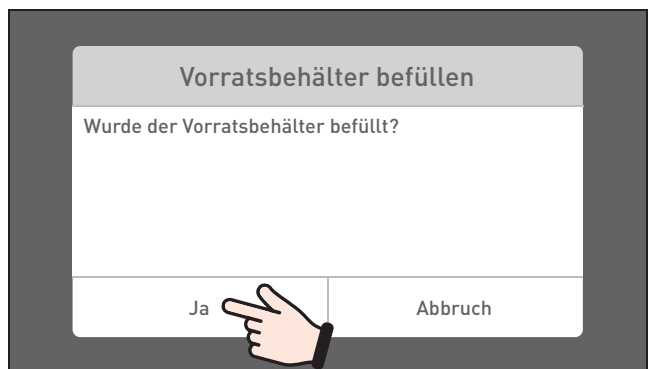 Vorratsbehälter befüllen
Wurde der Vorratsbehälter befüllt?
Ja
Abbruch